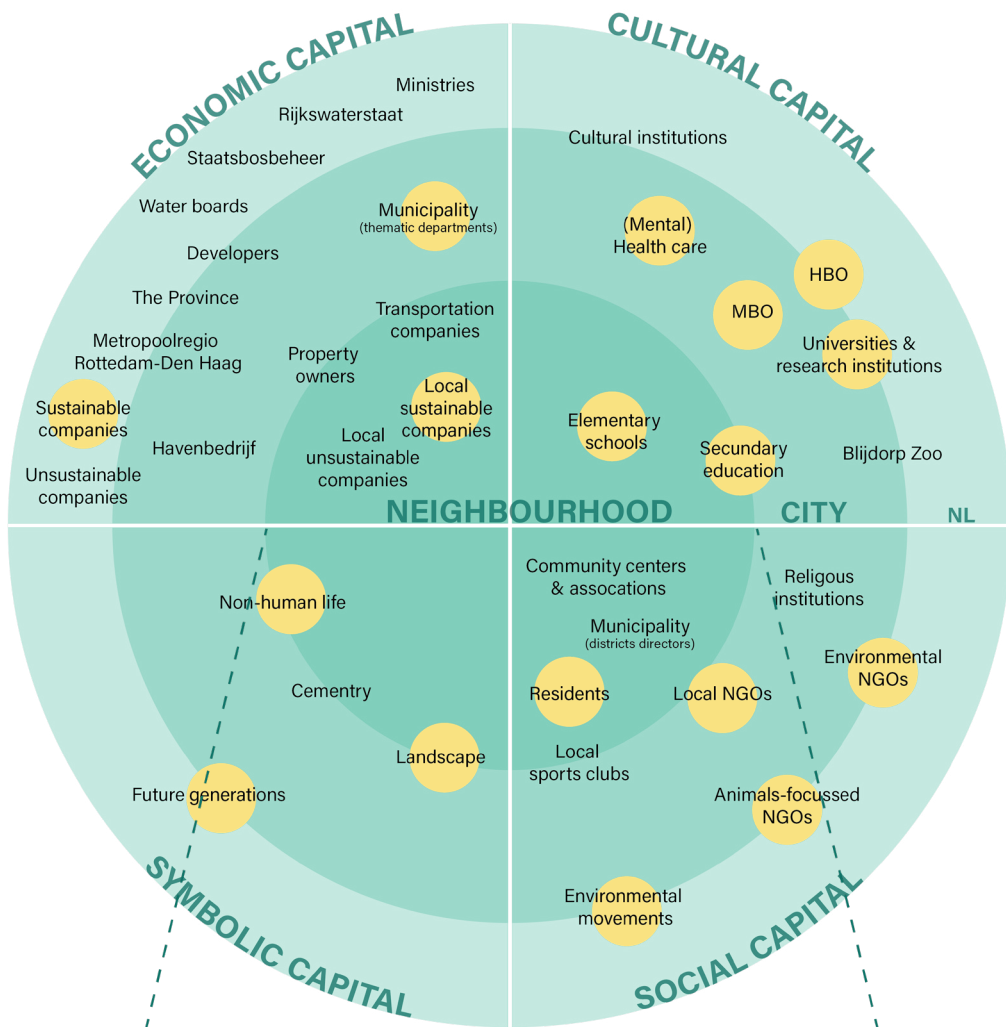 ECONOMIC CAPITAL
CULTURAL CAPITAL
Ministries
Rijkswaterstaat
Staatsbosbeheer
Water boards
Municipality
(thematic departments)
Developers
The Province
Transportation
companies
Metropoolregio
Rottedam-Den Haag
Property
owners
Sustainable
companies
Local
sustainable
companies
Havenbedrijf
Local
unsustainable
companies
Unsustainable
companies
Cultural institutions
(Mental)
Health care
HBO
MBO
Universities &
research institutions
Elementary
schools
Secundary
education
Blijdorp Zoo
NEIGHBOURHOOD
CITY
NL
Non-human life
Cementry
Landscape
Future generations
SYMBOLIC CAPITAL
Community centers
& assocations
Religous
institutions
Municipality
(districts directors)
Environmental
NGOs
Residents
Local NGOs
Local
sports clubs
Animals-focussed
NGOs
Environmental
movements
SOCIAL CAPITAL